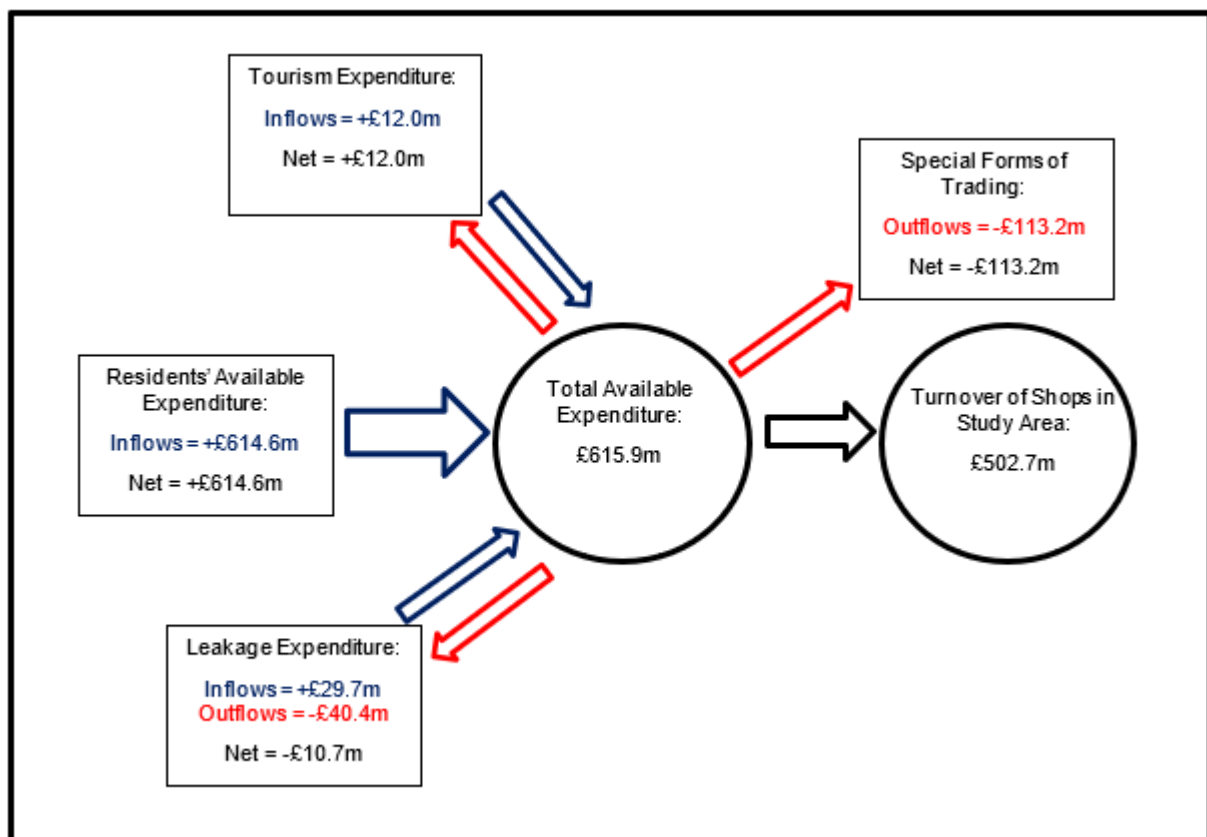 Tourism Expenditure:
Inflows = +£12.0m
Net = +£12.0m
Special Forms of
Trading:
Outflows = -£113.2m
Net = -£113.2m
Residents' Available
Expenditure:
Inflows = +£614.6m
Net = +£614.6m
Total Available
Expenditure:
£615.9m
Turnover of Shops in
Study Area:
£502.7m
Leakage Expenditure:
Inflows = +£29.7m
Outflows = -£40.4m
Net = -£10.7m